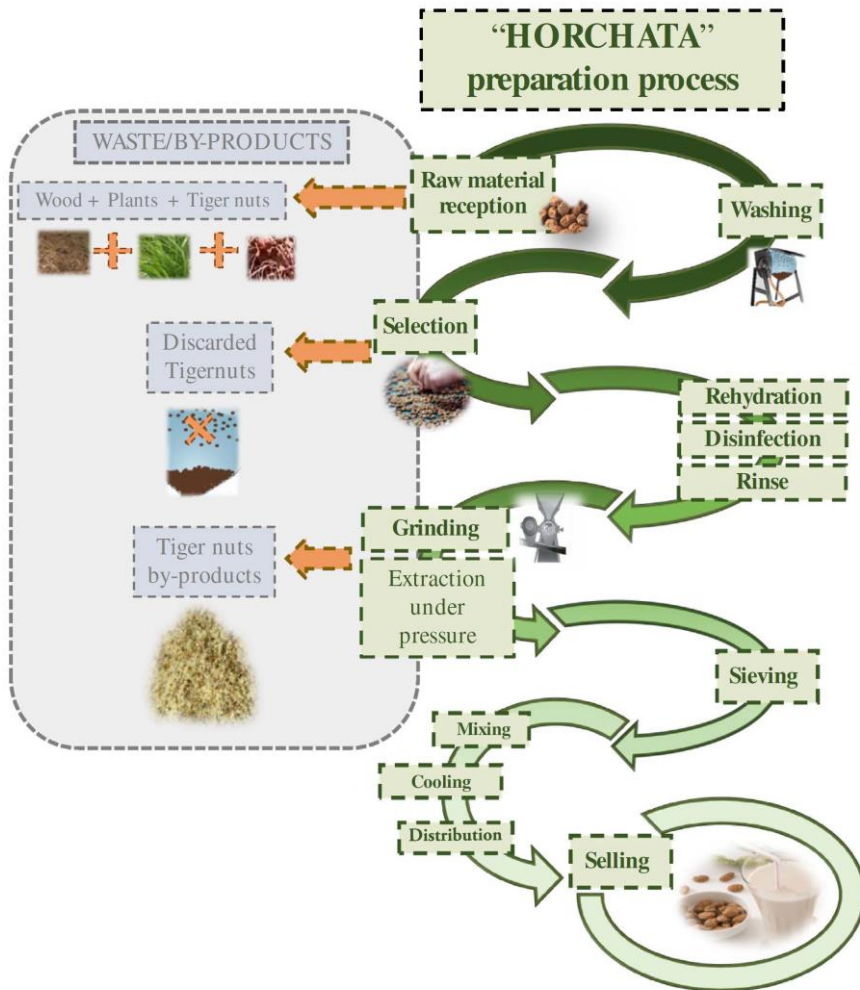 “HORCHATA”
preparation process
WASTE/BY-PRODUCTS
Raw material
reception
Wood + Plants + Tiger nuts
Washing
Selection
Discarded
Tigernuts
Rehydration
Disinfection
Rinse
Grinding
Tiger nuts
by-products
Extraction
under
pressure
Sieving
Mixing
Cooling
Distribution
Selling